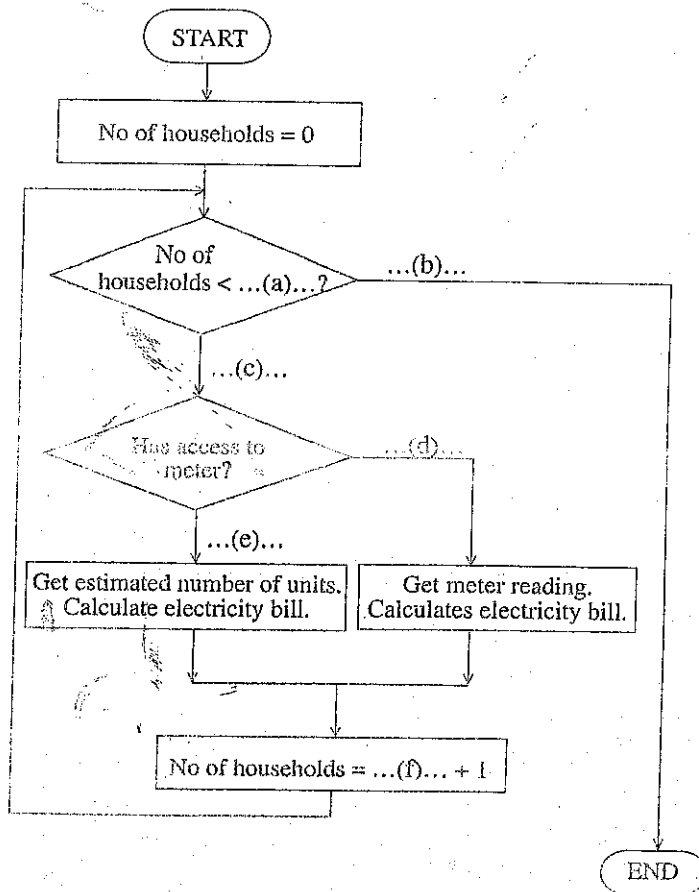 START
No of households = 0
No of
households < ...(a)...?
...(b)...
...(c)...
Has access to
meter?
...(d)...
...(e)...
Get estimated number of units.
Calculate electricity bill.
Get meter reading.
Calculates electricity bill.
No of households = ...(f)... + 1
END